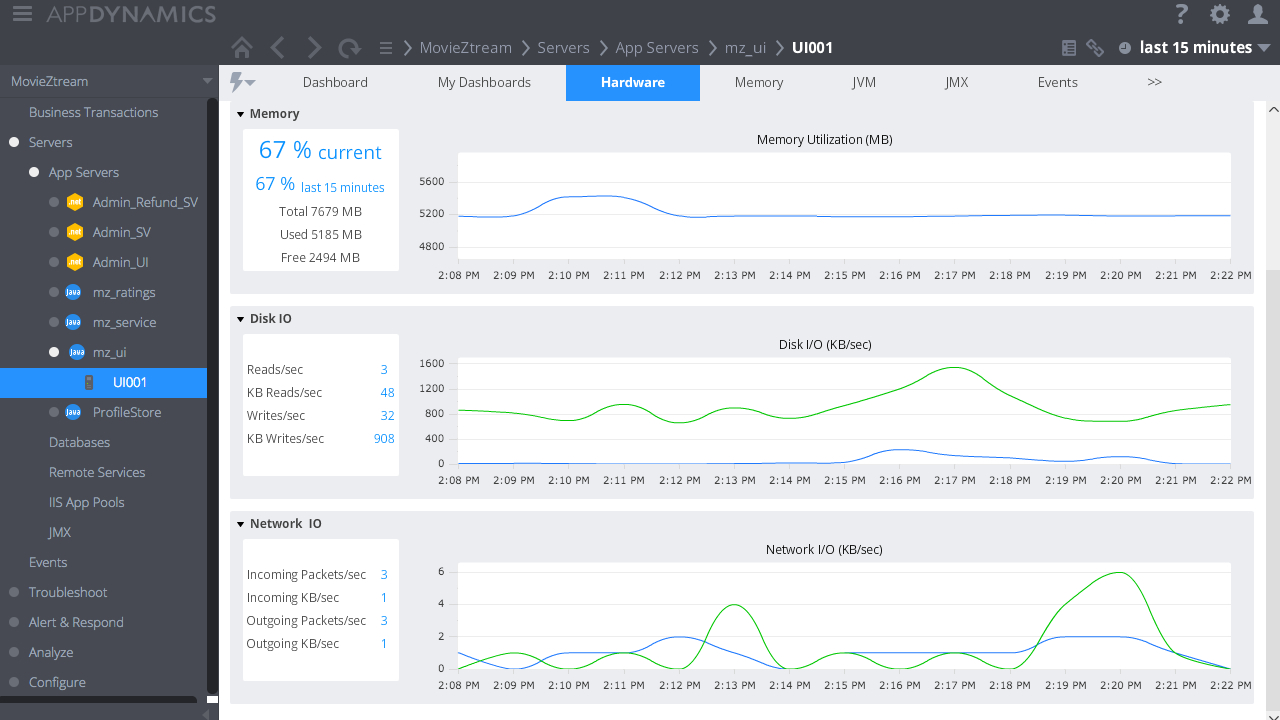 APPDYNAMICS
MovieZtream Servers App Servers mz_ui UI001 last 15 minutes
MovieZtream
Business Transactions
Servers
App Servers
.net Admin_Refund_SV
.net Admin_SV
.net Admin_UI
Java mz_ratings
Java mz_service
Java mz_ui
UI001
Java ProfileStore
Databases
Remote Services
IIS App Pools
JMX
Events
Troubleshoot
Alert & Respond
Analyze
Configure
Dashboard My Dashboards Hardware Memory JVM JMX Events >>
Memory
67 % current
67 % last 15 minutes
Total 7679 MB
Used 5185 MB
Free 2494 MB
Memory Utilization (MB)
5600
5200
4800
2:08 PM 2:09 PM 2:10 PM 2:11 PM 2:12 PM 2:13 PM 2:14 PM 2:15 PM 2:16 PM 2:17 PM 2:18 PM 2:19 PM 2:20 PM 2:21 PM 2:22 PM
Disk IO
Reads/sec 3
KB Reads/sec 48
Writes/sec 32
KB Writes/sec 908
Disk I/O (KB/sec)
1600
1200
800
400
0
2:08 PM 2:09 PM 2:10 PM 2:11 PM 2:12 PM 2:13 PM 2:14 PM 2:15 PM 2:16 PM 2:17 PM 2:18 PM 2:19 PM 2:20 PM 2:21 PM 2:22 PM
Network IO
Incoming Packets/sec 3
Incoming KB/sec 1
Outgoing Packets/sec 3
Outgoing KB/sec 1
Network I/O (KB/sec)
6
4
2
0
2:08 PM 2:09 PM 2:10 PM 2:11 PM 2:12 PM 2:13 PM 2:14 PM 2:15 PM 2:16 PM 2:17 PM 2:18 PM 2:19 PM 2:20 PM 2:21 PM 2:22 PM